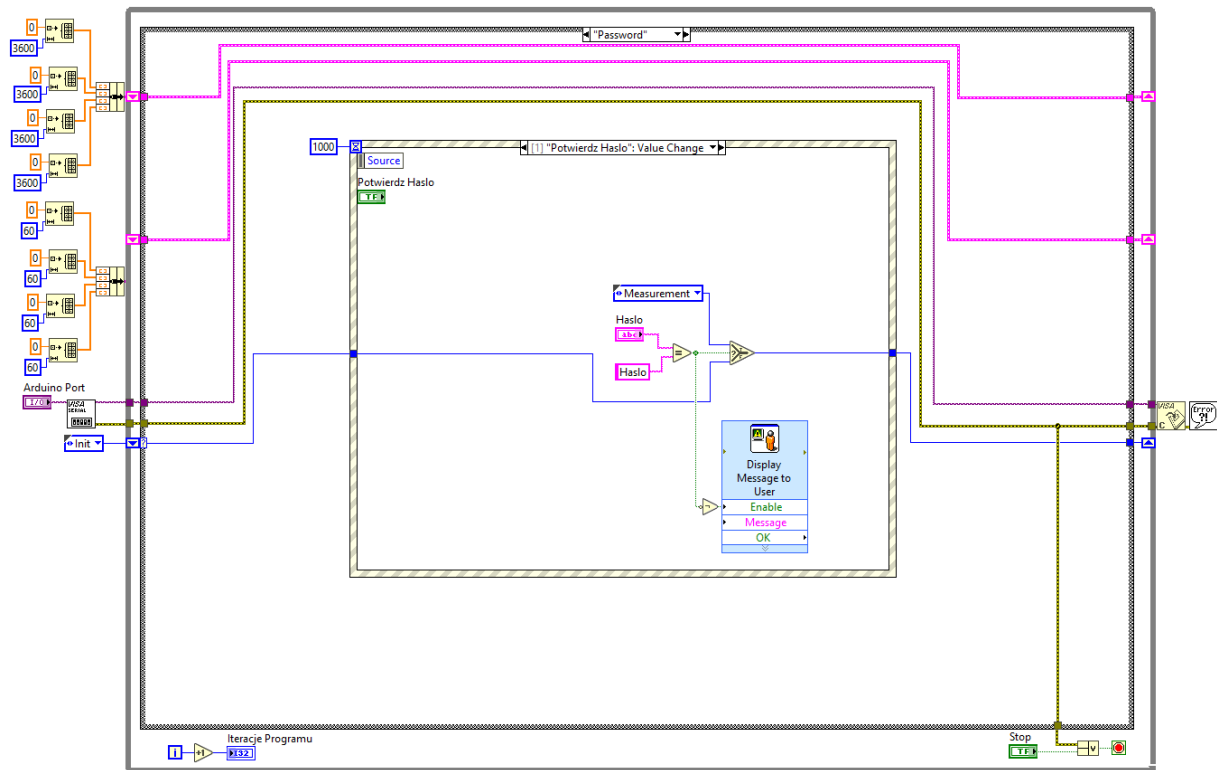 "Password"
0
3600
0
3600
0
3600
0
3600
0
60
0
60
0
60
0
60
1000
[1] "Potwierdz Haslo": Value Change
Source
Potwierdz Haslo
TF
Measurement
Haslo
abc
Haslo
=
?
Display
Message to
User
Enable
Message
OK
Arduino Port
I/O
VISA
SERIAL
Init
?
VISA
C
Error
?!
Iteracje Programu
i
+1
I32
Stop
TF
V